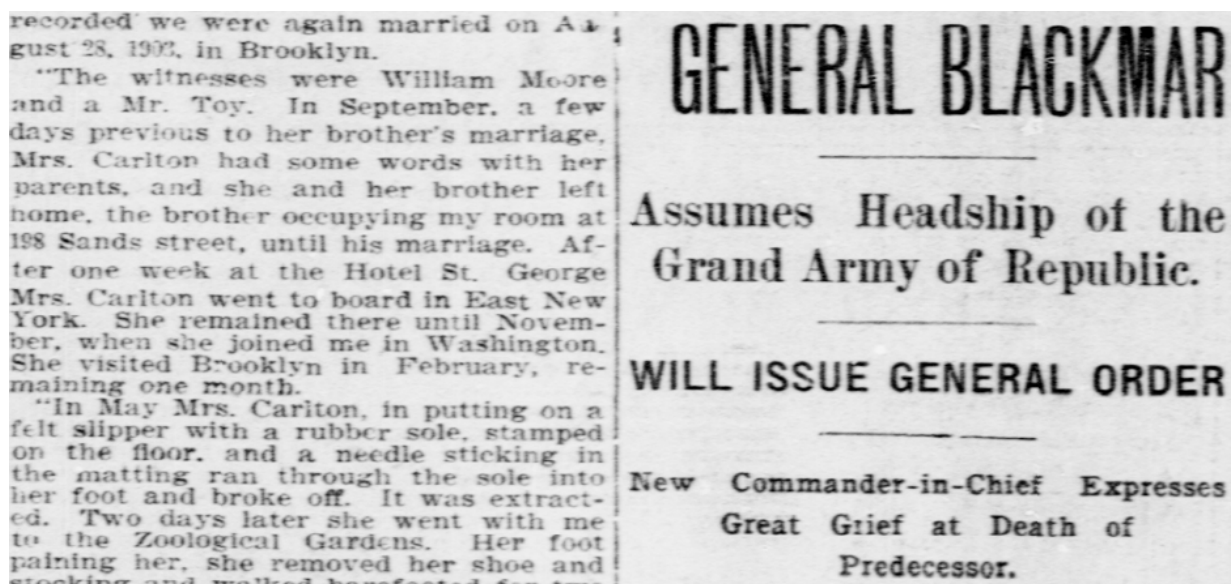 recorded we were again married on Au-
gust 28, 1903, in Brooklyn.
"The witnesses were William Moore
and a Mr. Toy. In September, a few
days previous to her brother's marriage,
Mrs. Carlton had some words with her
parents, and she and her brother left
home, the brother occupying my room at
198 Sands street, until his marriage. Af-
ter one week at the Hotel St. George
Mrs. Carlton went to board in East New
York. She remained there until Novem-
ber, when she joined me in Washington.
She visited Brooklyn in February, re-
maining one month.
"In May Mrs. Carlton, in putting on a
felt slipper with a rubber sole, stamped
on the floor, and a needle sticking in
the matting ran through the sole into
her foot and broke off. It was extract-
ed. Two days later she went with me
to the Zoological Gardens. Her foot
paining her, she removed her shoe and
stocking and walked barefooted for two
GENERAL BLACKMAR
Assumes Headship of the
Grand Army of Republic.
WILL ISSUE GENERAL ORDER
New Commander-in-Chief Expresses
Great Grief at Death of
Predecessor.